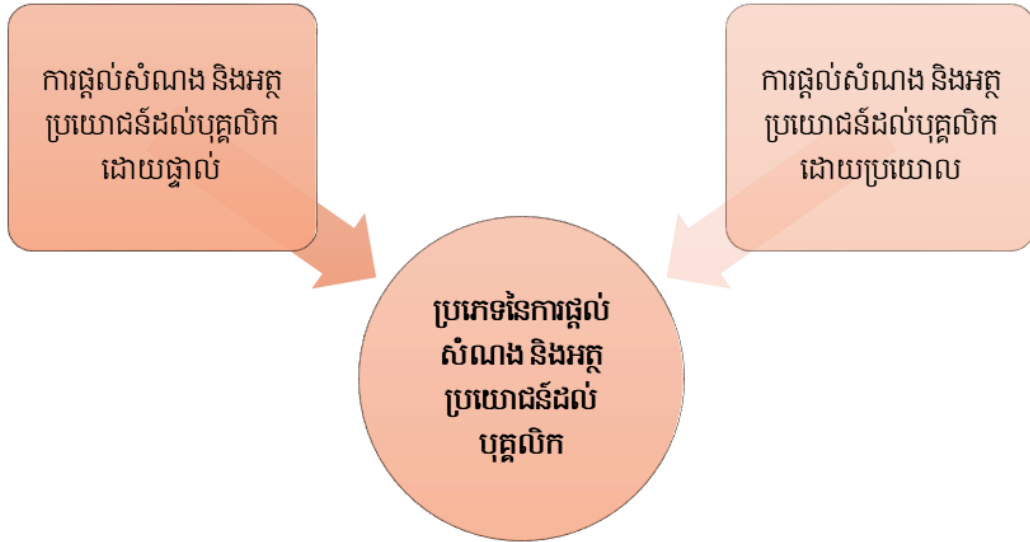 ការផ្តល់សំណង និងអត្ថ
ប្រយោជន៍ដល់បុគ្គលិក
ដោយផ្ទាល់
ការផ្តល់សំណង និងអត្ថ
ប្រយោជន៍ដល់បុគ្គលិក
ដោយប្រយោល
ប្រភេទនៃការផ្តល់
សំណង និងអត្ថ
ប្រយោជន៍ដល់
បុគ្គលិក